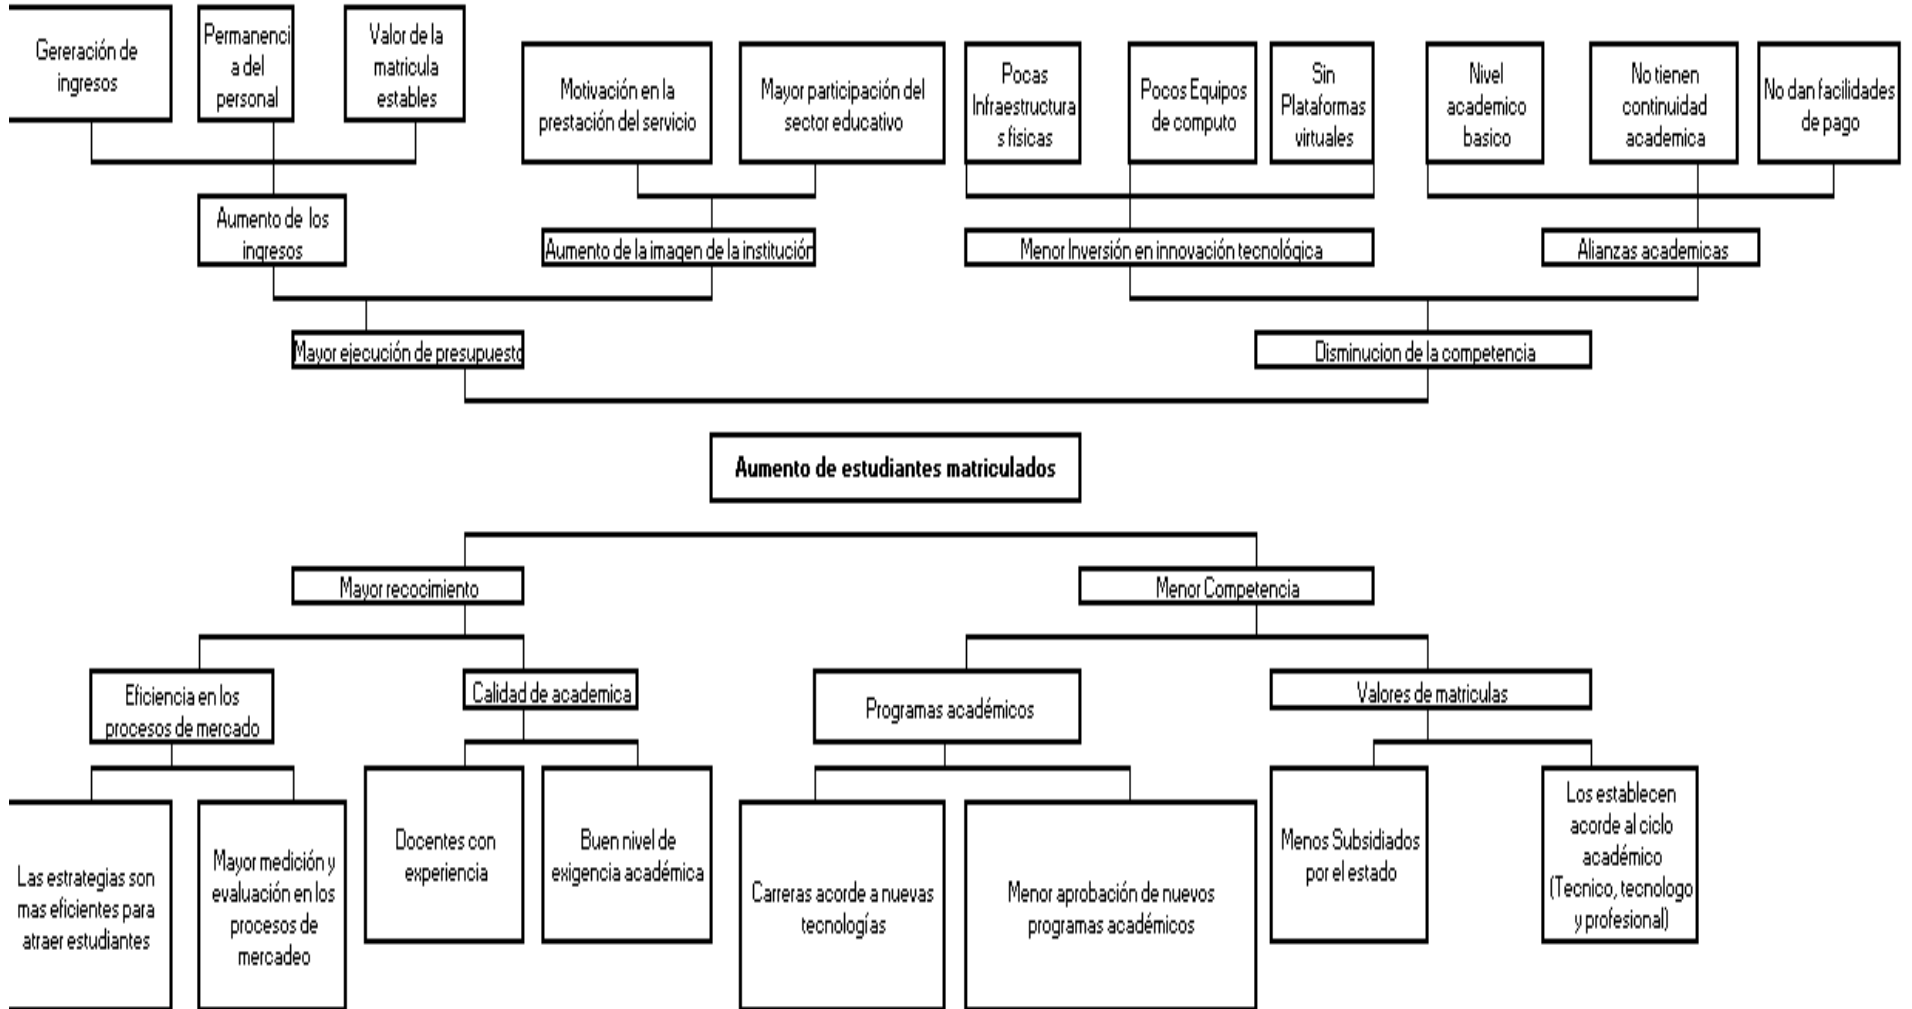 Gereración de
ingresos
Permanenci
a del
personal
Valor de la
matricula
estables
Motivación en la
prestación del servicio
Mayor participación del
sector educativo
Pocas
Infraestructura
s fisicas
Pocos Equipos
de computo
Sin
Plataformas
virtuales
Nivel
academico
basico
No tienen
continuidad
academica
No dan facilidades
de pago
Aumento de los
ingresos
Aumento de la imagen de la institución
Menor Inversión en innovación tecnológica
Alianzas academicas
Mayor ejecución de presupuesto
Disminucion de la competencia
Aumento de estudiantes matriculados
Mayor recocimiento
Menor Competencia
Eficiencia en los
procesos de mercado
Calidad de academica
Programas académicos
Valores de matriculas
Las estrategias son
mas eficientes para
atraer estudiantes
Mayor medición y
evaluación en los
procesos de
mercadeo
Docentes con
experiencia
Buen nivel de
exigencia académica
Carreras acorde a nuevas
tecnologías
Menor aprobación de nuevos
programas académicos
Menos Subsidiados
por el estado
Los establecen
acorde al ciclo
académico
(Tecnico, tecnologo
y profesional)